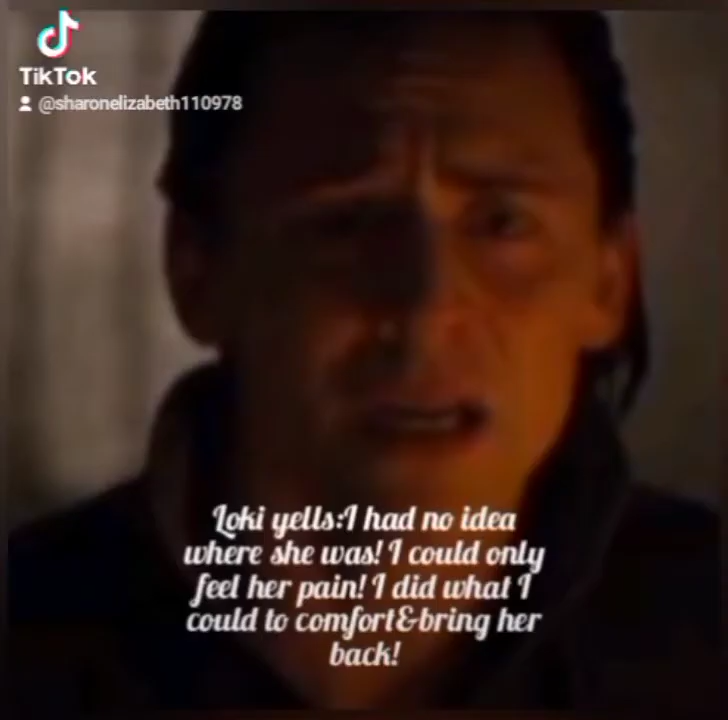 TikTok
@sharonelizabeth110978
Loki yells:I had no idea
where she was! I could only
feel her pain! I did what I
could to comfort&bring her
back!